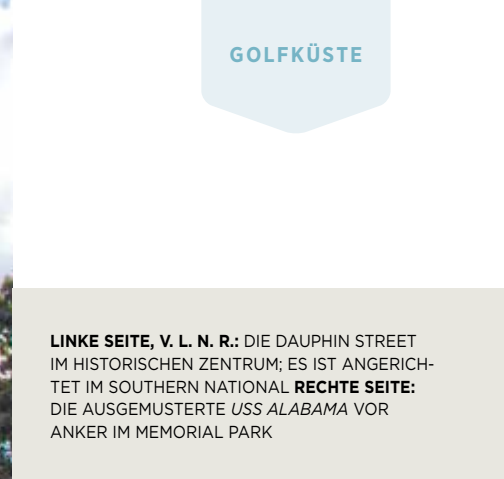 GOLFKÜSTE
LINKE SEITE, V. L. N. R.: DIE DAUPHIN STREET
IM HISTORISCHEN ZENTRUM; ES IST ANGERICH-
TET IM SOUTHERN NATIONAL RECHTE SEITE:
DIE AUSGEMUSTERTE USS ALABAMA VOR
ANKER IM MEMORIAL PARK